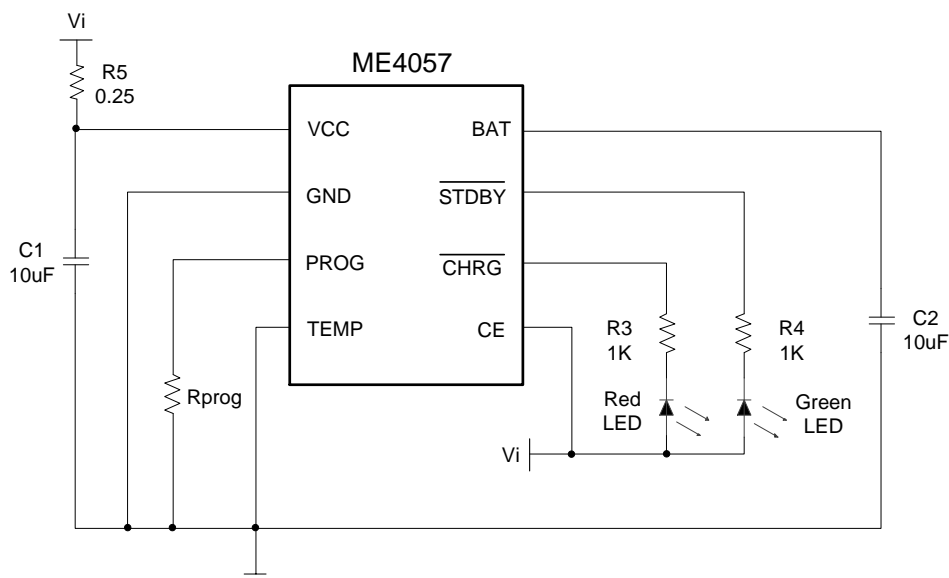 Vi
R5
0.25
ME4057
VCC
BAT
GND
STDBY
PROG
CHRG
TEMP
CE
C1
10uF
Rprog
R3
1K
R4
1K
C2
10uF
Red
LED
Green
LED
Vi